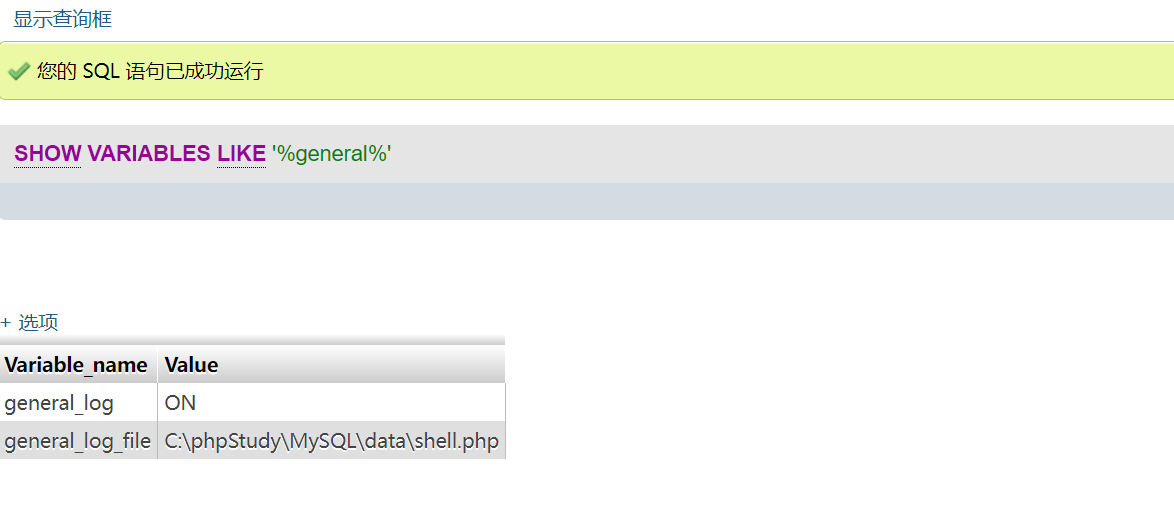 显示查询框
您的 SQL 语句已成功运行
SHOW VARIABLES LIKE '%general%'
+ 选项
Variable_name Value
general_log ON
general_log_file C:\phpStudy\MySQL\data\shell.php